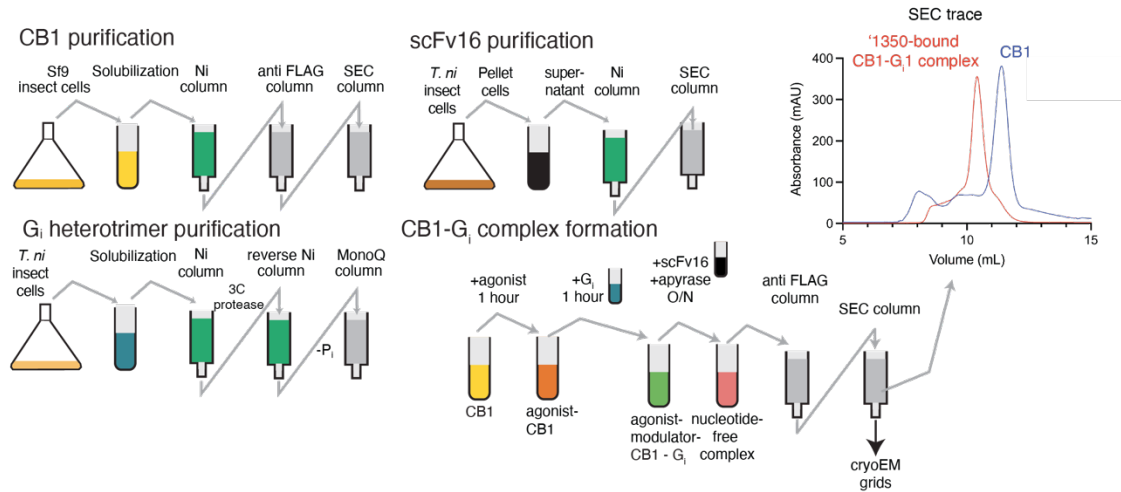 CB1 purification
Sf9
insect cells
Solubilization
Ni
column
anti FLAG
column
SEC
column
scFv16 purification
T. ni
insect cells
Pellet
cells
super-
natant
Ni
column
SEC
column
SEC trace
'1350-bound
CB1-Gi1 complex
CB1
Absorbance (mAU)
400
300
200
100
0
5
10
15
Volume (mL)
Gi heterotrimer purification
T. ni
insect
cells
Solubilization
Ni
column
3C
protease
reverse Ni
column
-Pi
MonoQ
column
CB1-Gi complex formation
+agonist
1 hour
+Gi
1 hour
+scFv16
+apyrase
O/N
anti FLAG
column
SEC column
CB1
agonist-
CB1
agonist-
modulator-
CB1 - Gi
nucleotide-
free
complex
cryoEM
grids